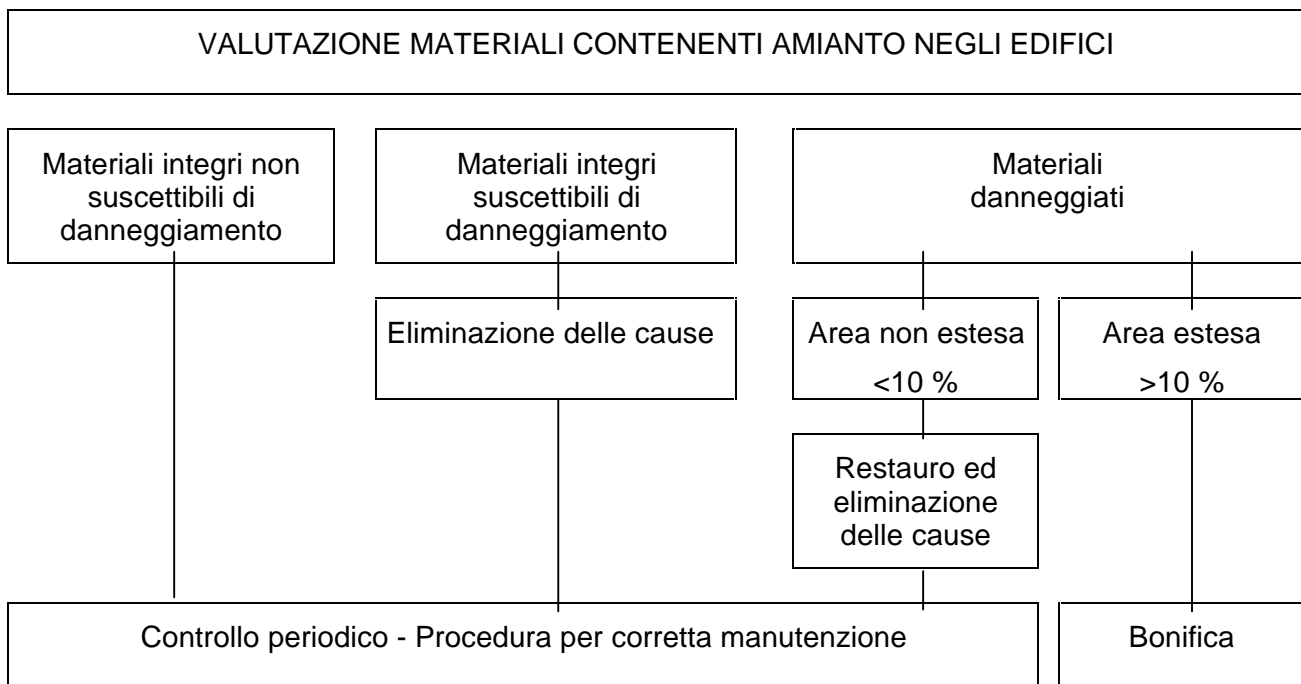 VALUTAZIONE MATERIALI CONTENENTI AMIANTO NEGLI EDIFICI
Materiali integri non
suscettibili di
danneggiamento
Materiali integri
suscettibili di
danneggiamento
Materiali
danneggiati
Eliminazione delle cause
Area non estesa
<10 %
Area estesa
>10 %
Restauro ed
eliminazione
delle cause
Controllo periodico - Procedura per corretta manutenzione
Bonifica